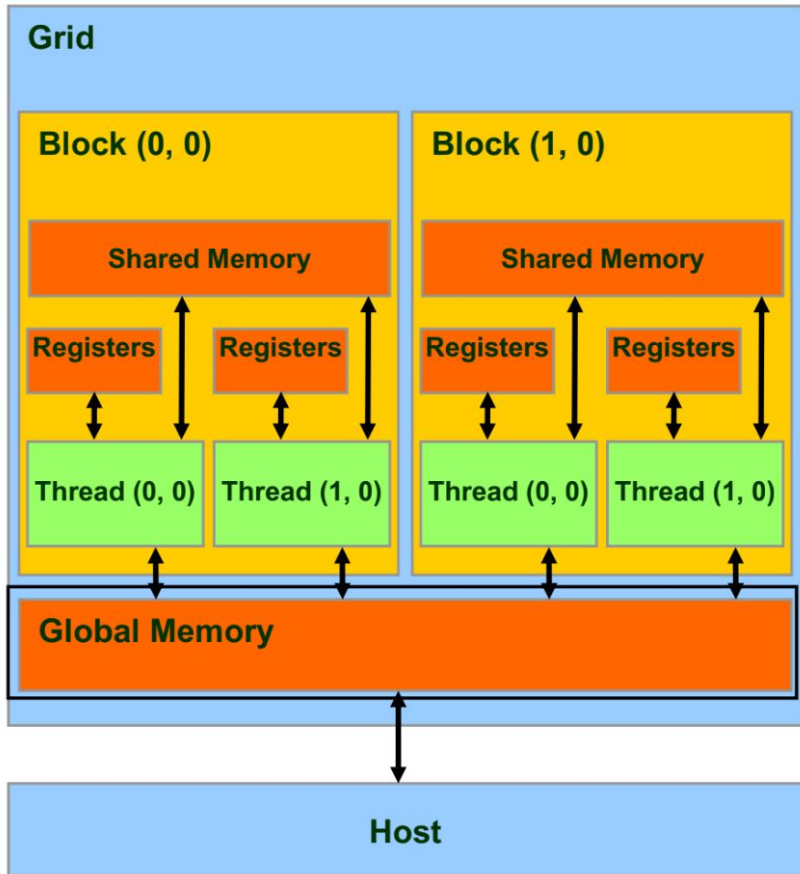 Grid
Block (0, 0)
Block (1, 0)
Shared Memory
Shared Memory
Registers
Registers
Registers
Registers
Thread (0, 0)
Thread (1, 0)
Thread (0, 0)
Thread (1, 0)
Global Memory
Host